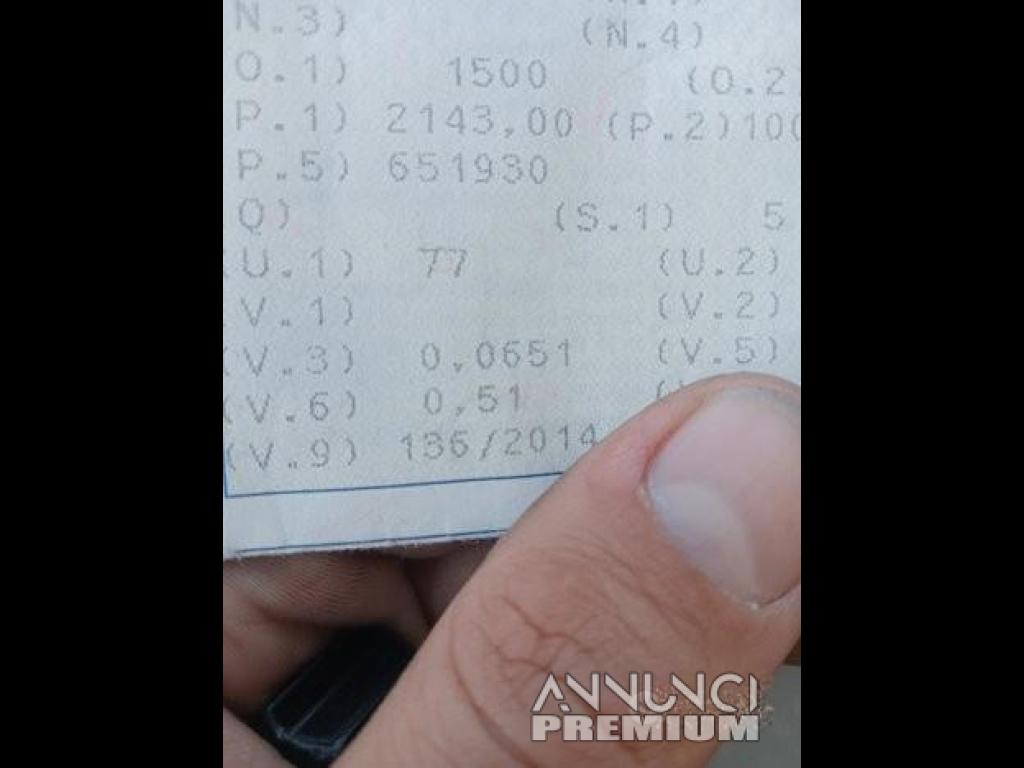 N.3) (N.4)
O.1) 1500 (O.2)
P.1) 2143,00 (P.2)100
P.5) 651930
Q) (S.1) 5
(U.1) 77 (U.2)
(V.1) (V.2)
(V.3) 0,0651 (V.5)
(V.6) 0,51
(V.9) 136/2014
ANNUNCI
PREMIUM